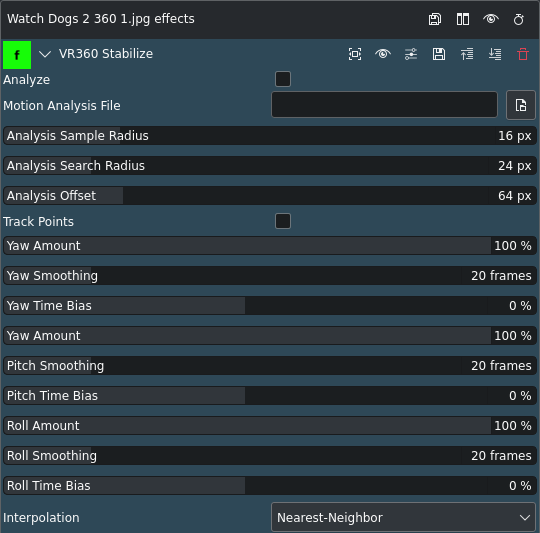 Watch Dogs 2 360 1.jpg effects
f VR360 Stabilize
Analyze
Motion Analysis File
Analysis Sample Radius 16 px
Analysis Search Radius 24 px
Analysis Offset 64 px
Track Points
Yaw Amount 100 %
Yaw Smoothing 20 frames
Yaw Time Bias 0 %
Yaw Amount 100 %
Pitch Smoothing 20 frames
Pitch Time Bias 0 %
Roll Amount 100 %
Roll Smoothing 20 frames
Roll Time Bias 0 %
Interpolation Nearest-Neighbor